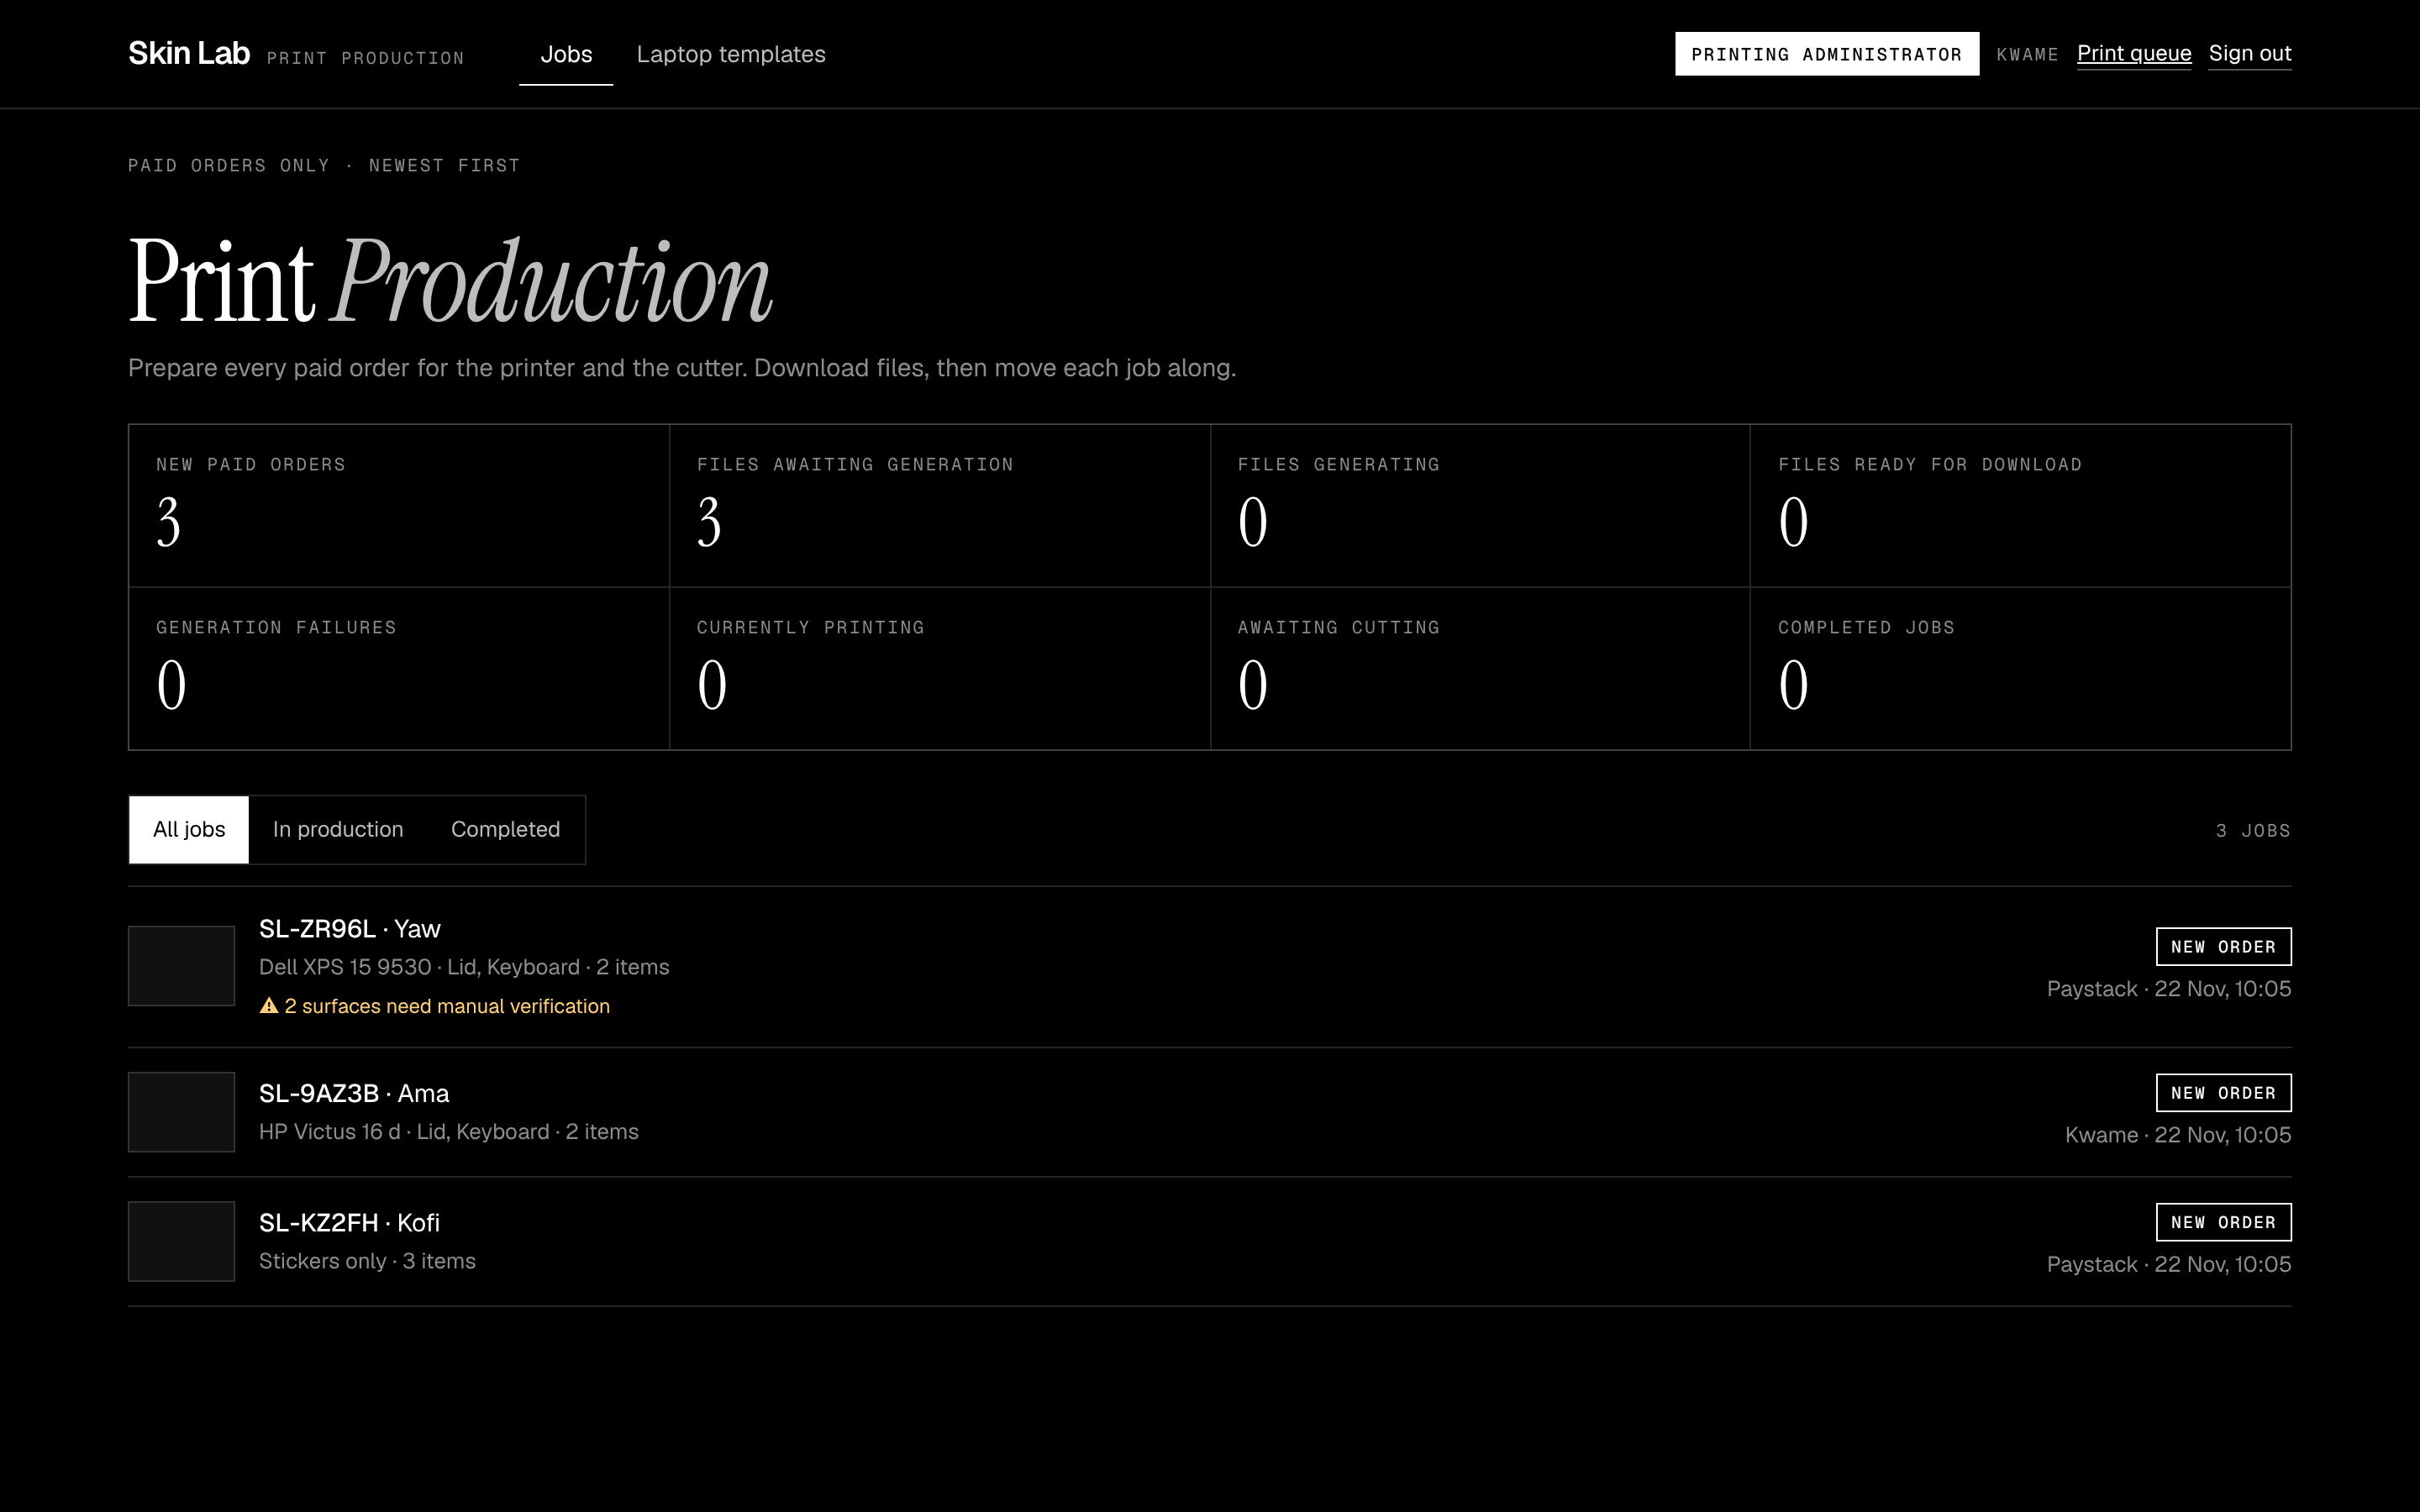 Skin Lab PRINT PRODUCTION Jobs Laptop templates PRINTING ADMINISTRATOR KWAME Print queue Sign out
PAID ORDERS ONLY · NEWEST FIRST
Print Production
Prepare every paid order for the printer and the cutter. Download files, then move each job along.
NEW PAID ORDERS FILES AWAITING GENERATION FILES GENERATING FILES READY FOR DOWNLOAD
3 3 0 0
GENERATION FAILURES CURRENTLY PRINTING AWAITING CUTTING COMPLETED JOBS
0 0 0 0
All jobs In production Completed 3 JOBS
SL-ZR96L · Yaw NEW ORDER
Dell XPS 15 9530 · Lid, Keyboard · 2 items Paystack · 22 Nov, 10:05
⚠ 2 surfaces need manual verification
SL-9AZ3B · Ama NEW ORDER
HP Victus 16 d · Lid, Keyboard · 2 items Kwame · 22 Nov, 10:05
SL-KZ2FH · Kofi NEW ORDER
Stickers only · 3 items Paystack · 22 Nov, 10:05